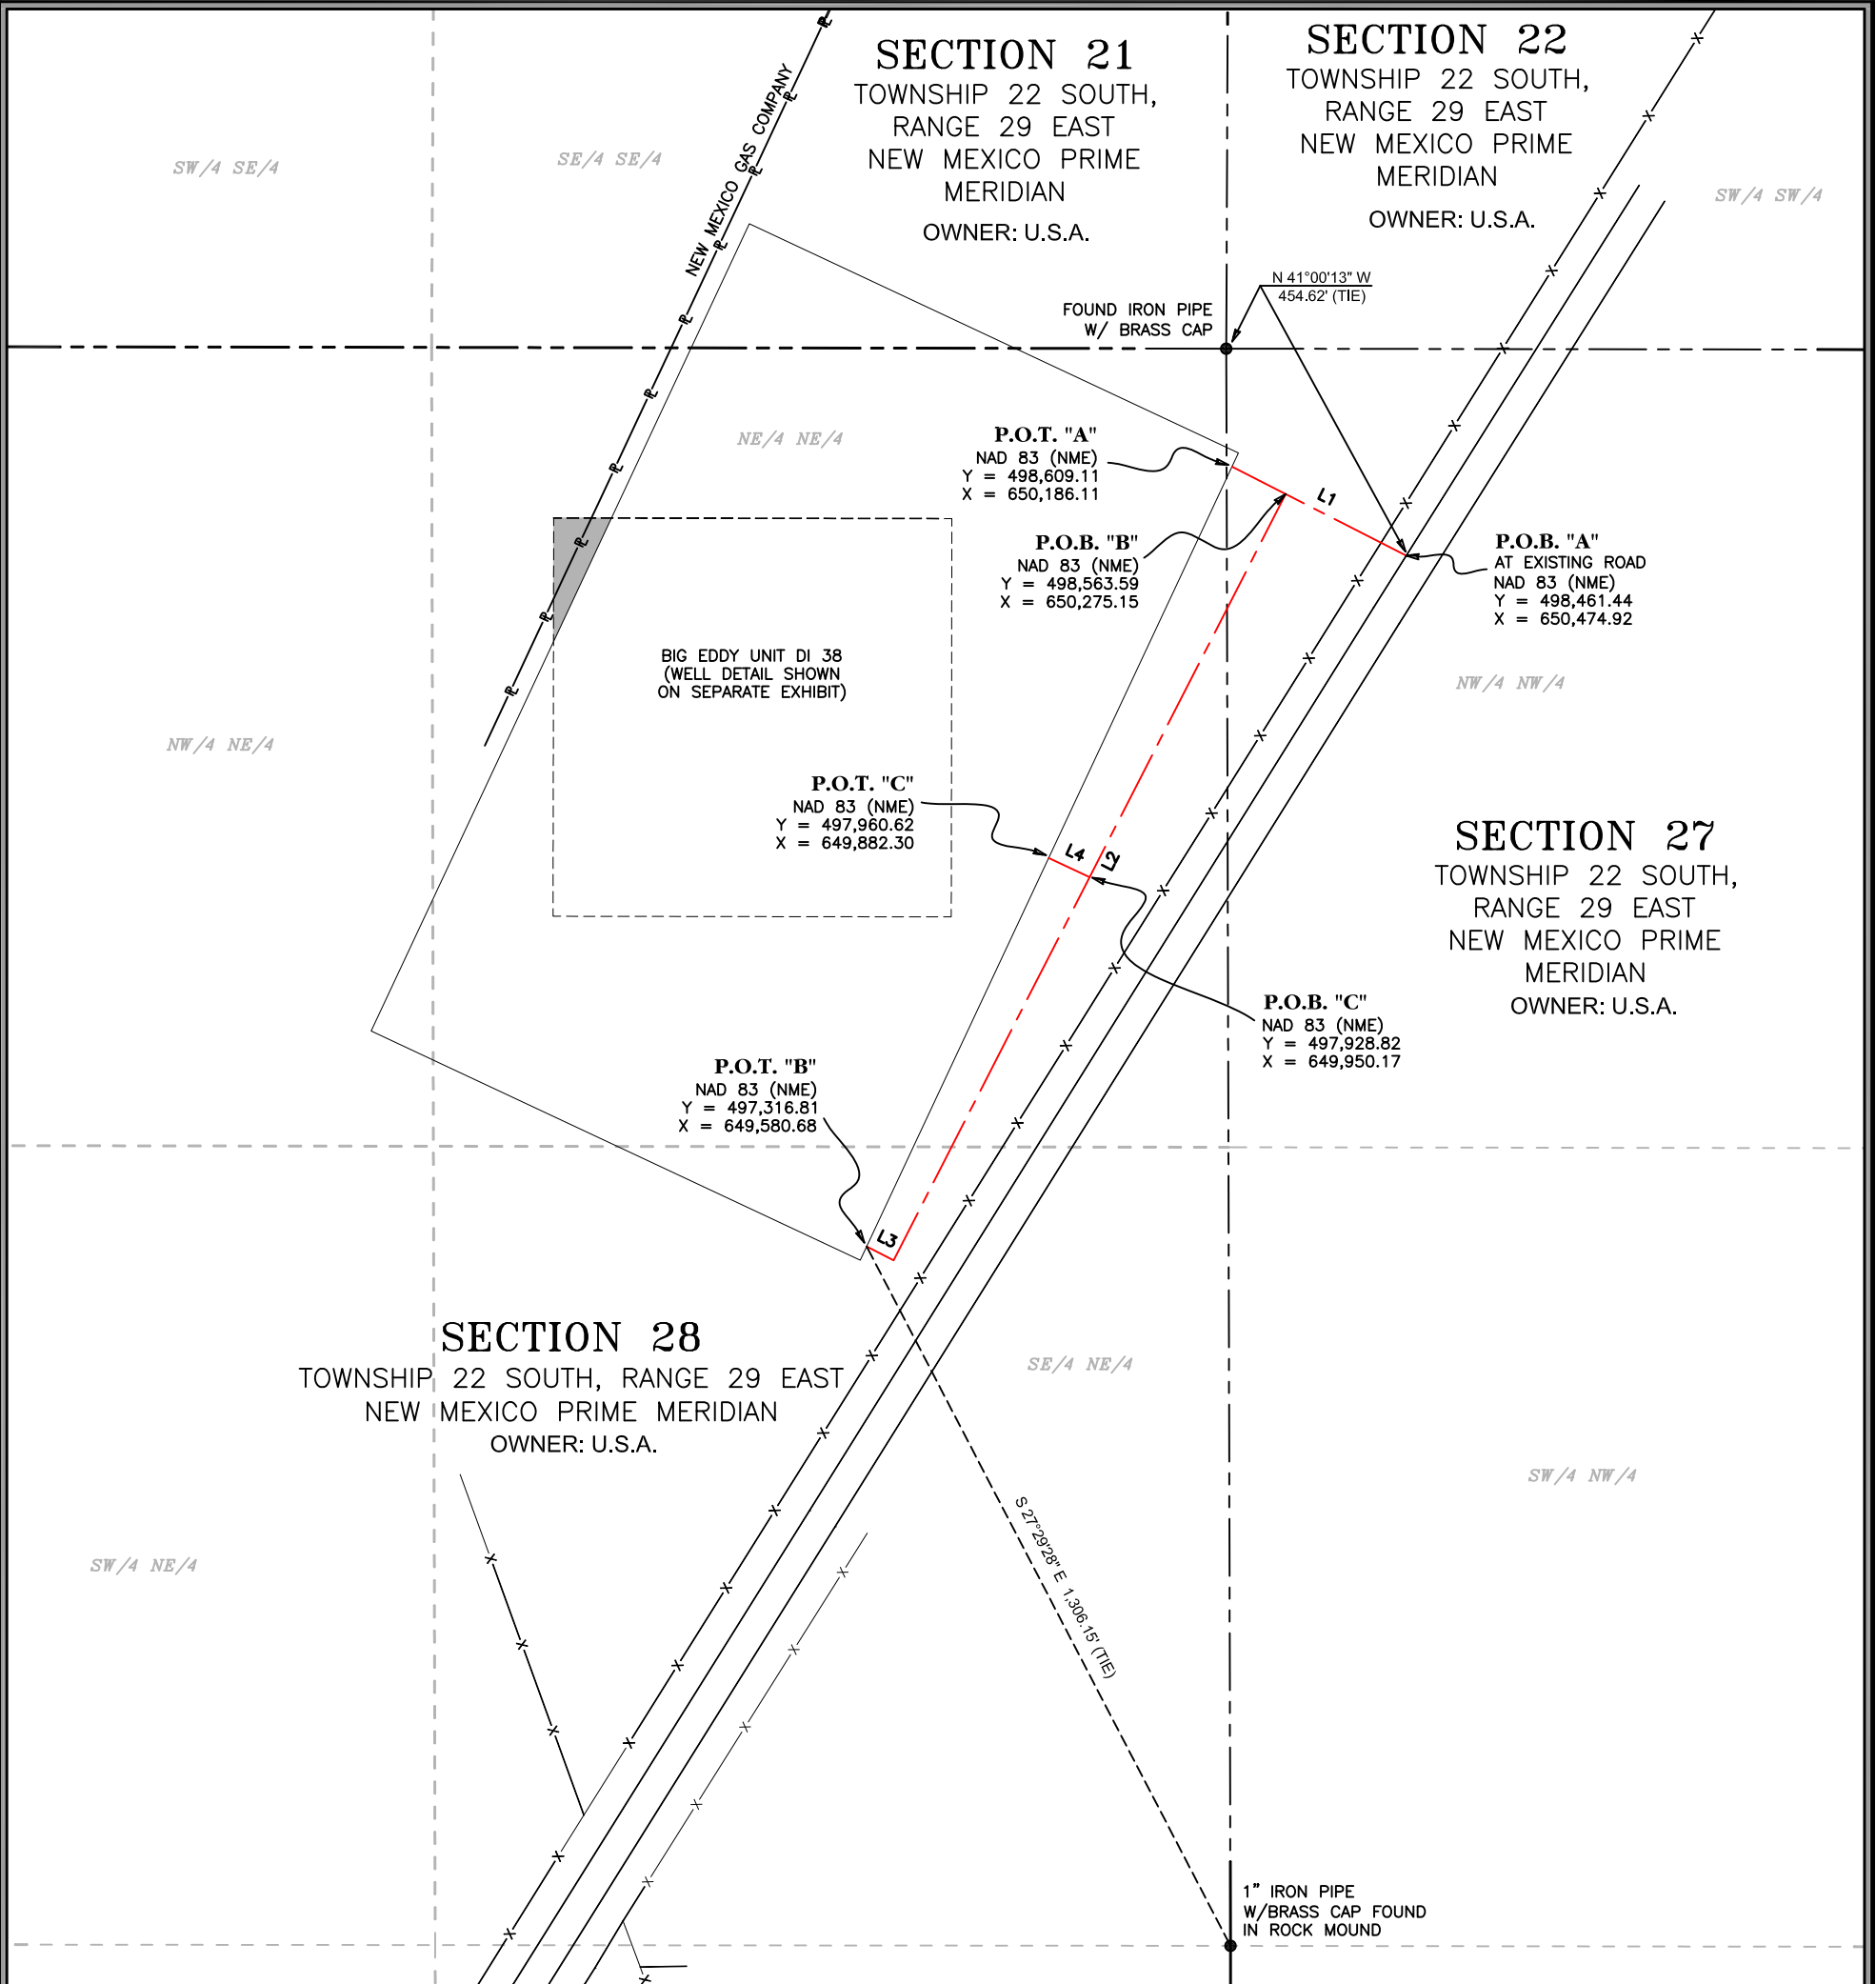 SECTION 21
TOWNSHIP 22 SOUTH,
RANGE 29 EAST
NEW MEXICO PRIME
MERIDIAN
OWNER: U.S.A.
SECTION 22
TOWNSHIP 22 SOUTH,
RANGE 29 EAST
NEW MEXICO PRIME
MERIDIAN
OWNER: U.S.A.
NEW MEXICO GAS COMPANY
SW/4 SE/4
SE/4 SE/4
SW/4 SW/4
N 41°00'13" W
454.62' (TIE)
FOUND IRON PIPE
W/ BRASS CAP
NE/4 NE/4
P.O.T. "A"
NAD 83 (NME)
Y = 498,609.11
X = 650,186.11
L1
P.O.B. "B"
NAD 83 (NME)
Y = 498,563.59
X = 650,275.15
P.O.B. "A"
AT EXISTING ROAD
NAD 83 (NME)
Y = 498,461.44
X = 650,474.92
BIG EDDY UNIT DI 38
(WELL DETAIL SHOWN
ON SEPARATE EXHIBIT)
NW/4 NW/4
NW/4 NE/4
P.O.T. "C"
NAD 83 (NME)
Y = 497,960.62
X = 649,882.30
L4
L2
SECTION 27
TOWNSHIP 22 SOUTH,
RANGE 29 EAST
NEW MEXICO PRIME
MERIDIAN
OWNER: U.S.A.
P.O.B. "C"
NAD 83 (NME)
Y = 497,928.82
X = 649,950.17
P.O.T. "B"
NAD 83 (NME)
Y = 497,316.81
X = 649,580.68
L3
SECTION 28
TOWNSHIP 22 SOUTH, RANGE 29 EAST
NEW MEXICO PRIME MERIDIAN
OWNER: U.S.A.
SE/4 NE/4
SW/4 NW/4
SW/4 NE/4
S 27°29'28" E 1,306.15' (TIE)
1" IRON PIPE
W/BRASS CAP FOUND
IN ROCK MOUND